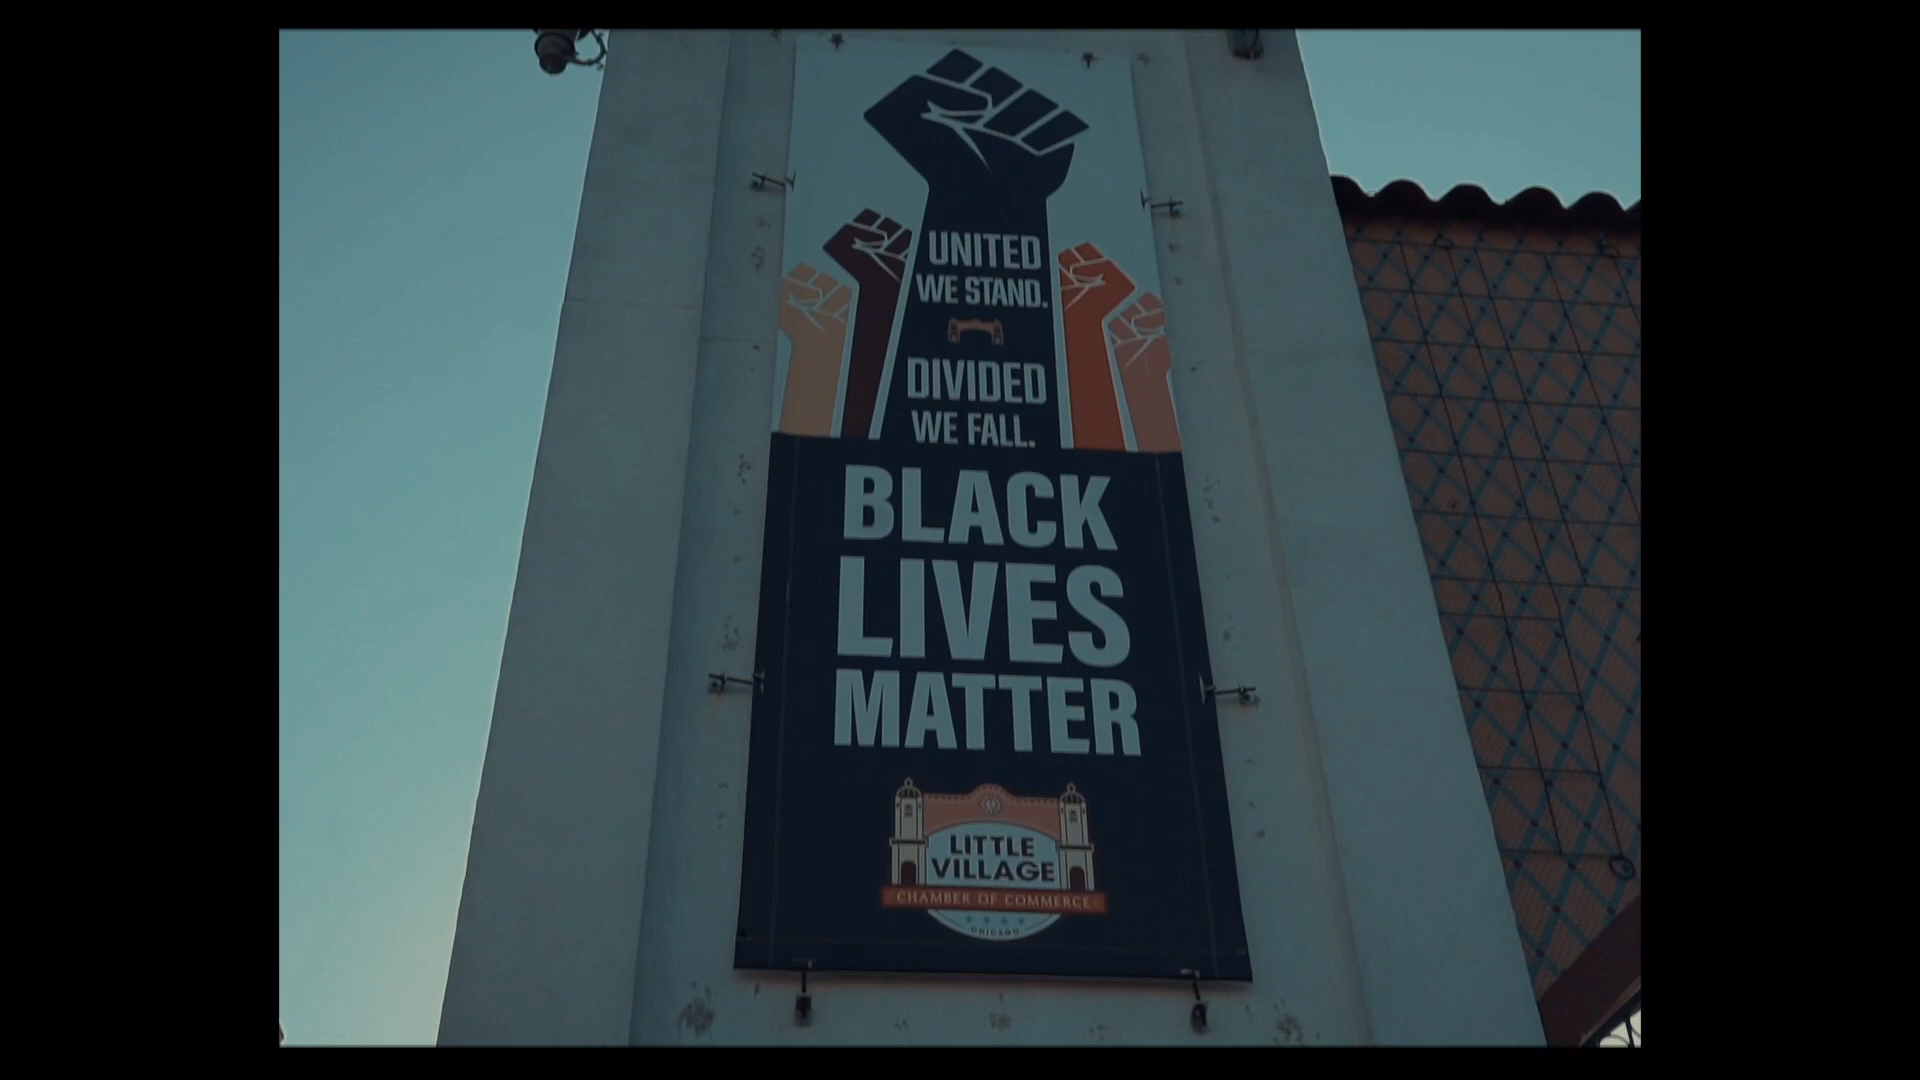 UNITED
WE STAND.
DIVIDED
WE FALL.
BLACK
LIVES
MATTER
LITTLE
VILLAGE
CHAMBER OF COMMERCE
CHICAGO